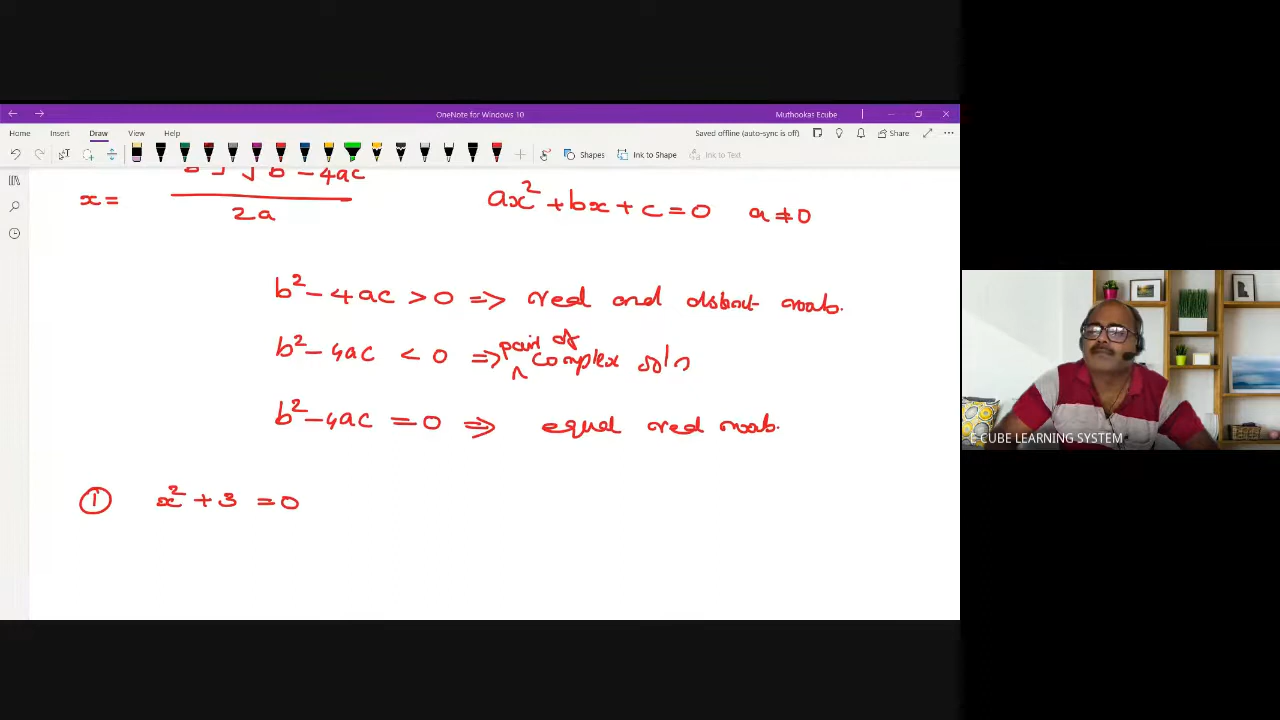 OneNote for Windows 10
Muthookas Ecube
Home Insert Draw View Help
Saved offline (auto-sync is off)
Share
Shapes
Ink to Shape
Ink to Text
x = b √b - 4ac
2a
ax² + bx + c = 0 a ≠ 0
b² - 4ac > 0 => real and distinct roots.
b² - 4ac < 0 => pair of complex sol n
b² - 4ac = 0 => equal real roots.
① x² + 3 = 0
E CUBE LEARNING SYSTEM